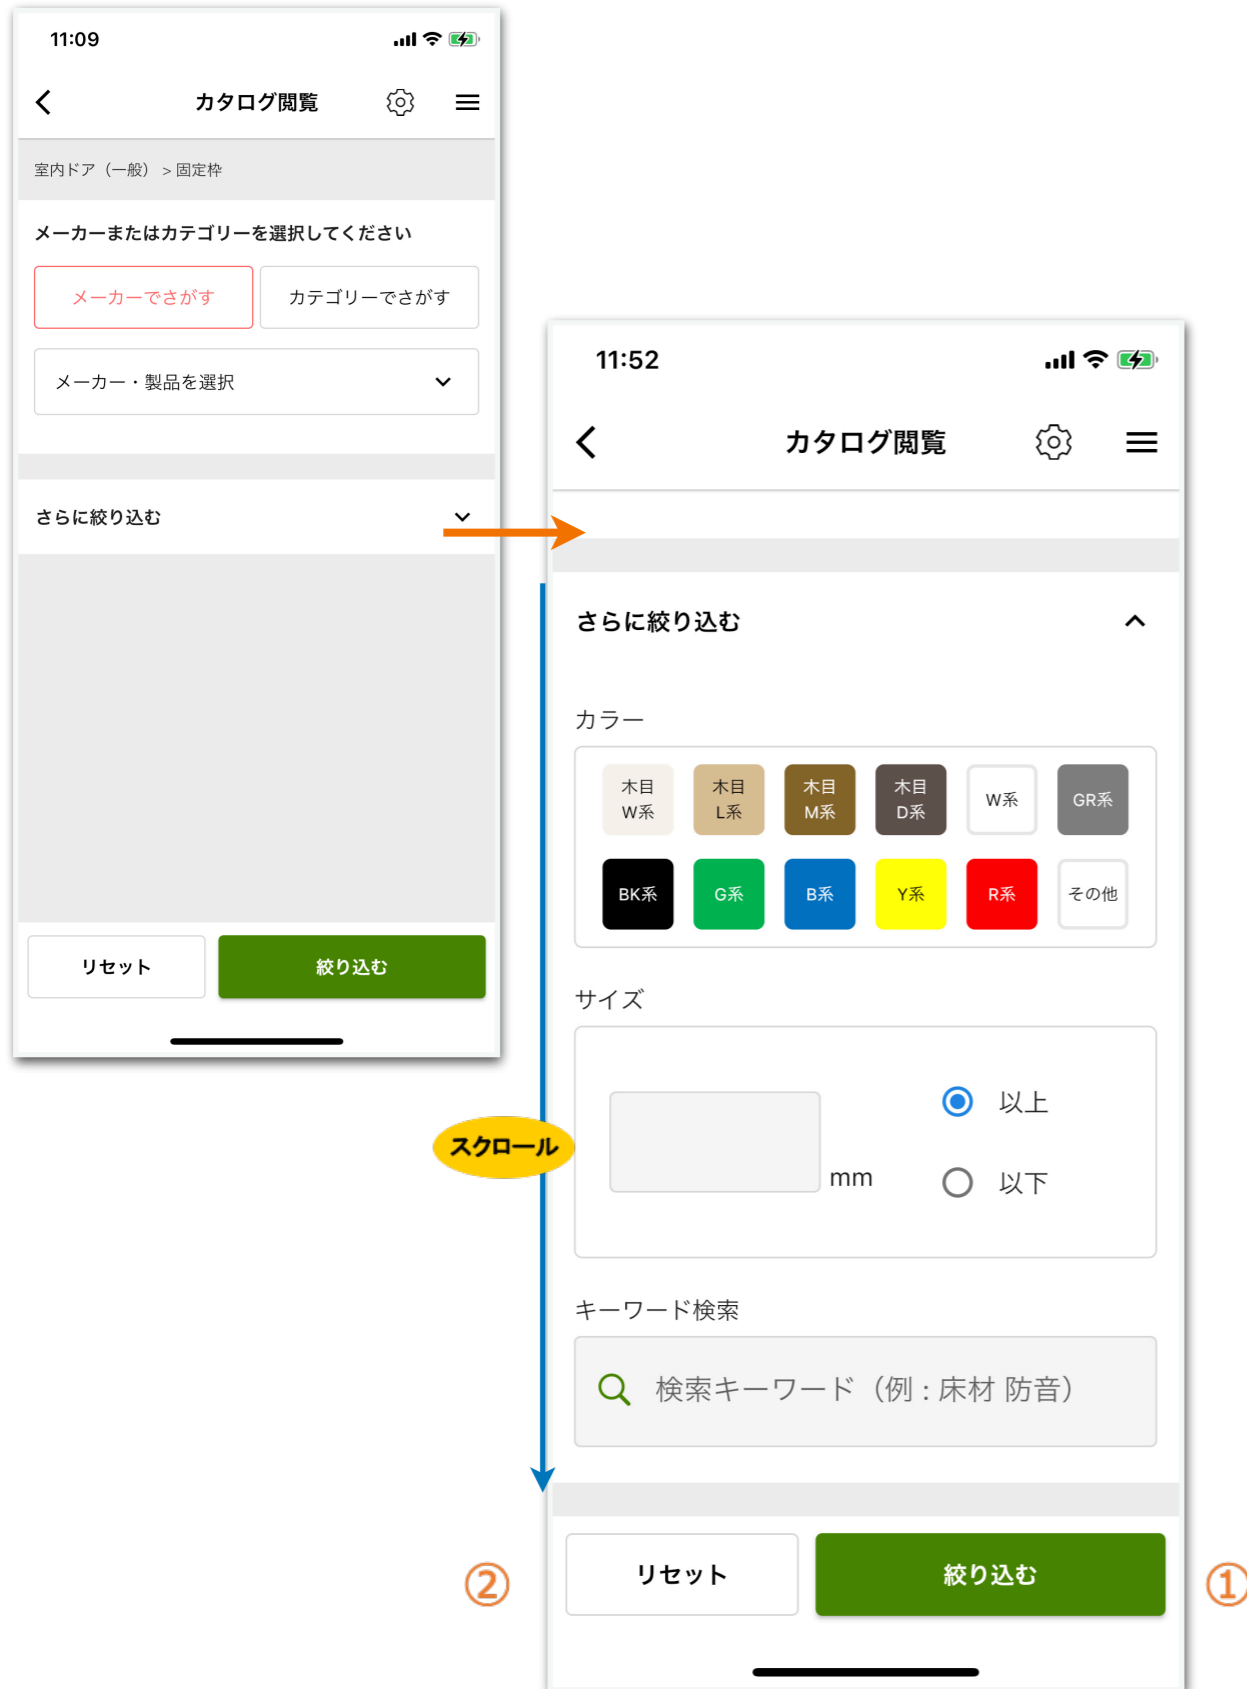 11:09
カタログ閲覧
室内ドア（一般） > 固定枠
メーカーまたはカテゴリーを選択してください
メーカーでさがす
カテゴリーでさがす
メーカー・製品を選択
さらに絞り込む
リセット
絞り込む
11:52
カタログ閲覧
さらに絞り込む
カラー
木目
W系
木目
L系
木目
M系
木目
D系
W系
GR系
BK系
G系
B系
Y系
R系
その他
サイズ
mm
以上
以下
スクロール
キーワード検索
検索キーワード（例 : 床材 防音）
②
リセット
絞り込む
①